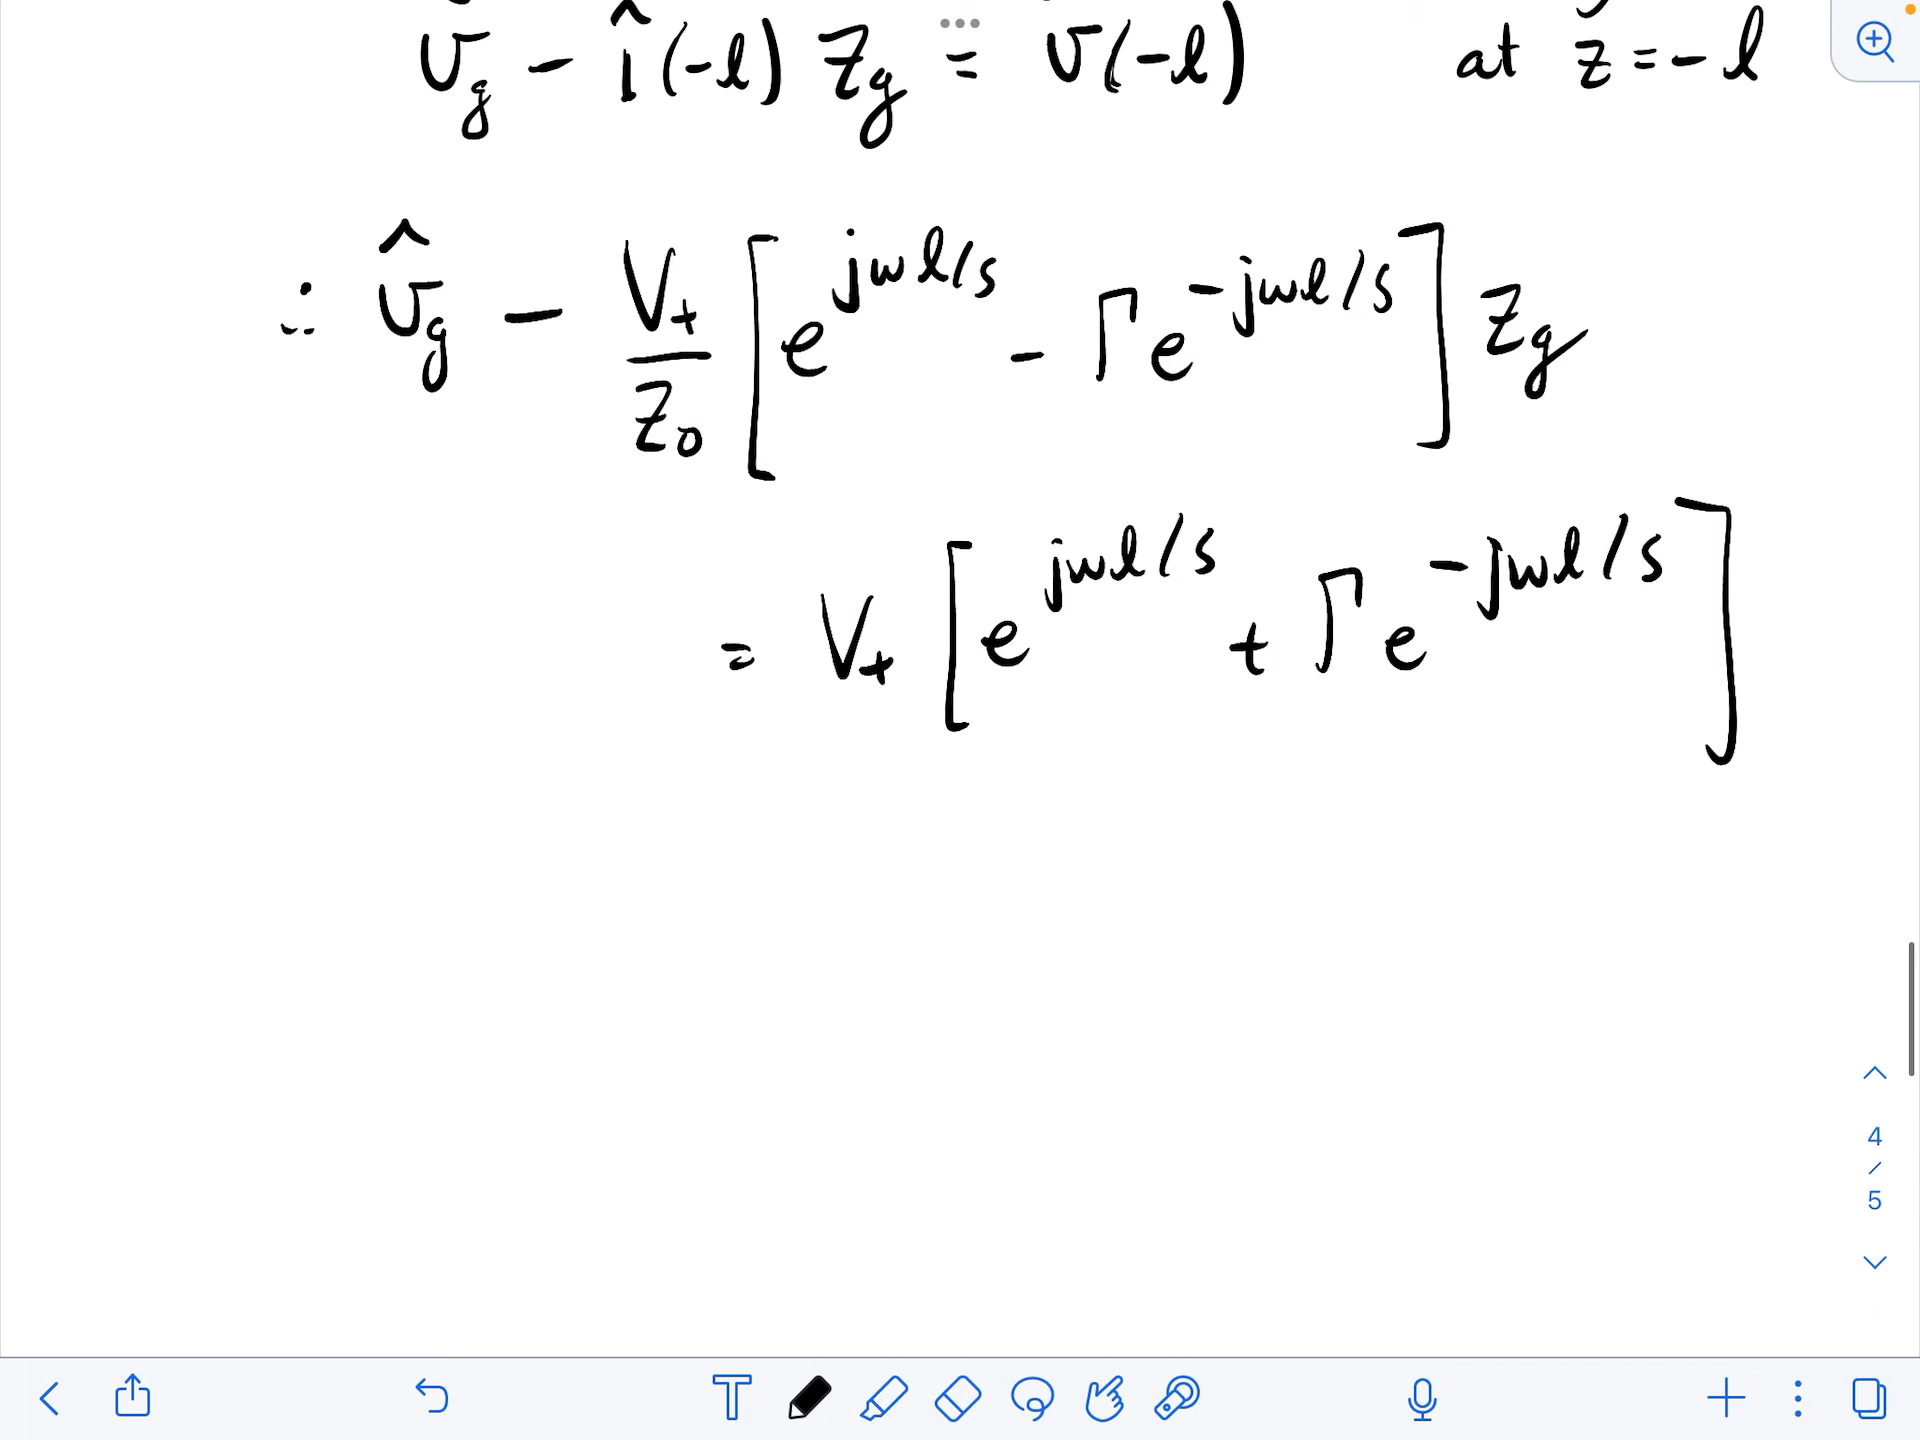 v̂g − î(-l) Zg = v̂(-l) at z = -l
∴ v̂g − V+/Z0 [e^{jωl/s} − Γe^{-jωl/s}] Zg
= V+ [e^{jωl/s} + Γe^{-jωl/s}]
4
/
5
T